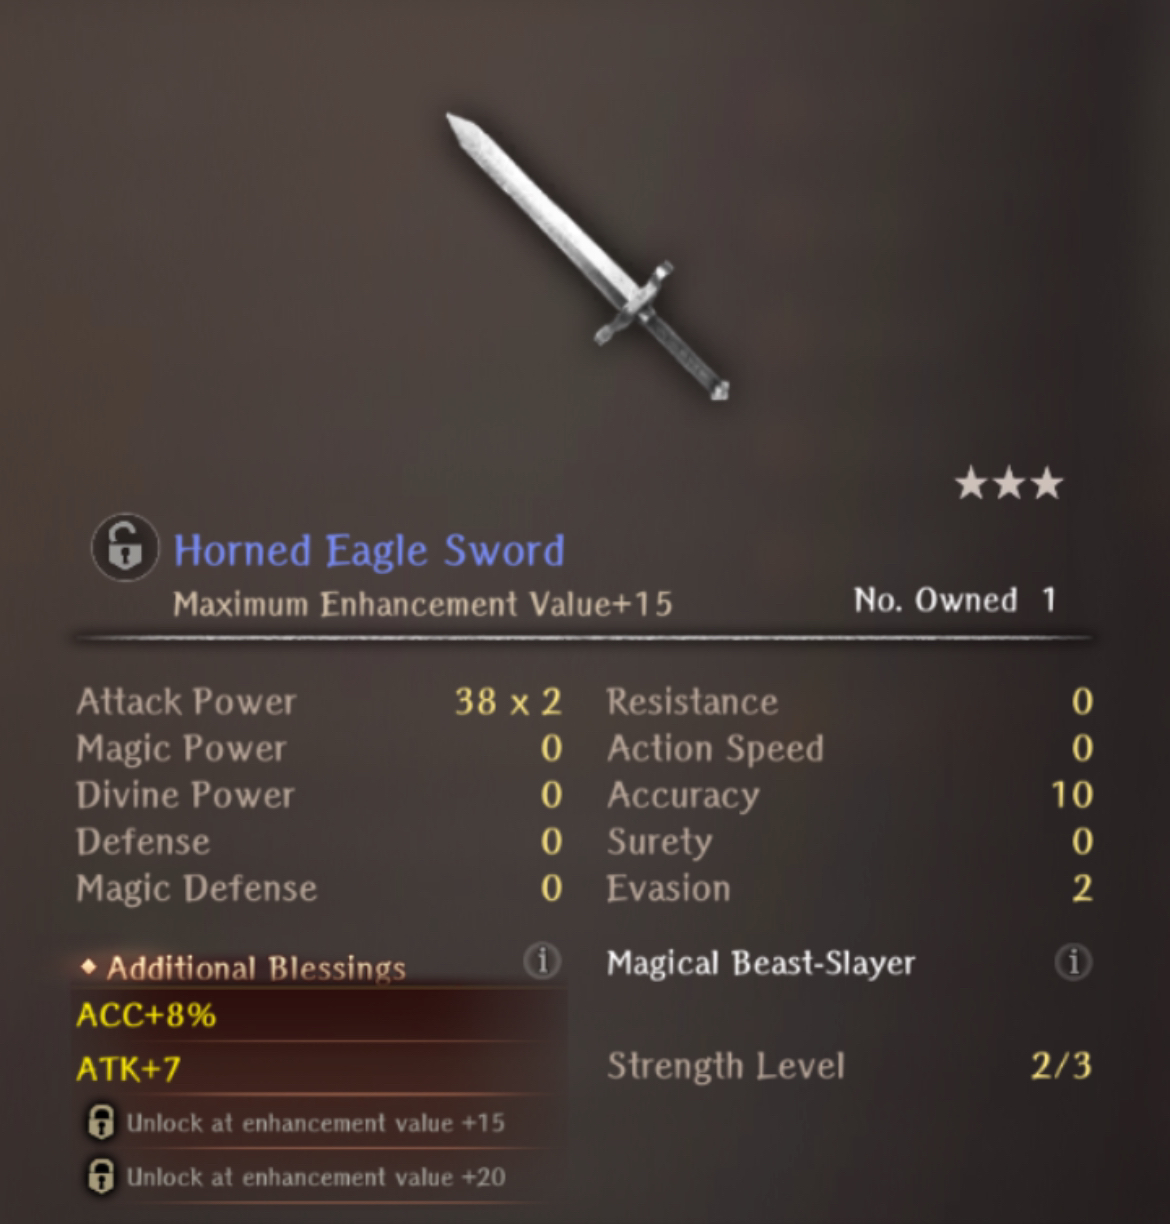 ★★★
Horned Eagle Sword
Maximum Enhancement Value+15
No. Owned 1
Attack Power 38 x 2
Resistance 0
Magic Power 0
Action Speed 0
Divine Power 0
Accuracy 10
Defense 0
Surety 0
Magic Defense 0
Evasion 2
Additional Blessings
Magical Beast-Slayer
ACC+8%
ATK+7
Strength Level 2/3
Unlock at enhancement value +15
Unlock at enhancement value +20